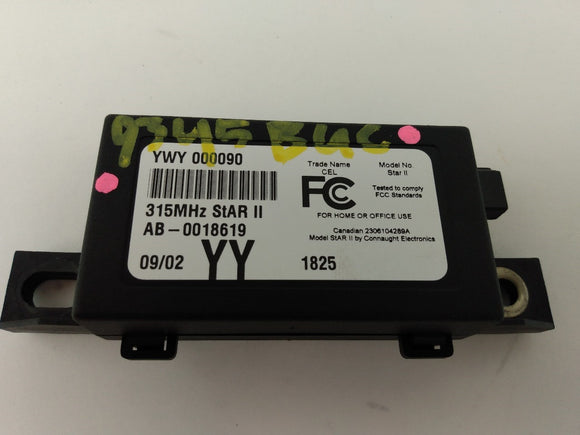 9345 BUC
YWY 000090
315MHz StAR II
AB-0018619
09/02 YY 1825
Trade Name
CEL
Model No.
Star II
FC
Tested to comply
FCC Standards
FOR HOME OR OFFICE USE
Canadian 2306104289A
Model StAR II by Connaught Electronics